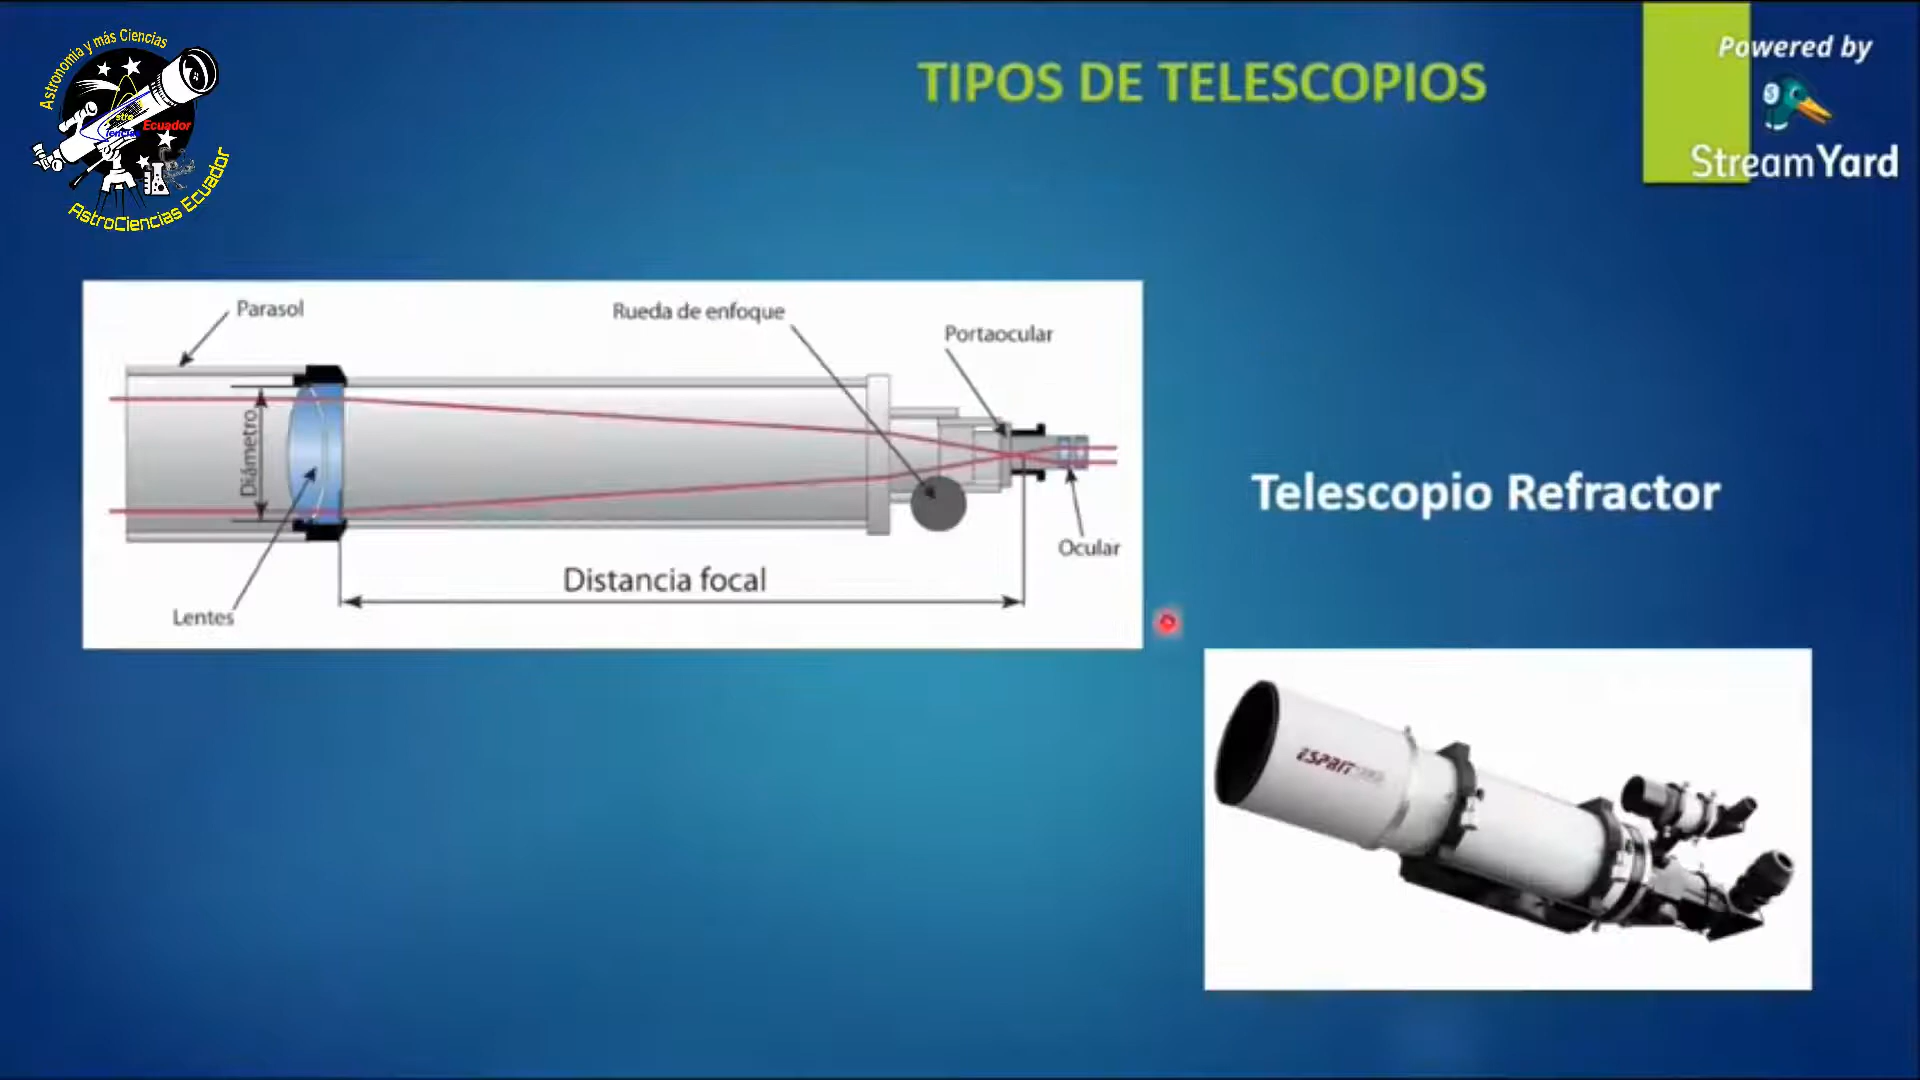 Astronomía y más Ciencias
Ecuador
AstroCiencias Ecuador
TIPOS DE TELESCOPIOS
Powered by
StreamYard
Parasol
Rueda de enfoque
Portaocular
Diámetro
Ocular
Distancia focal
Lentes
Telescopio Refractor
ESPRIT